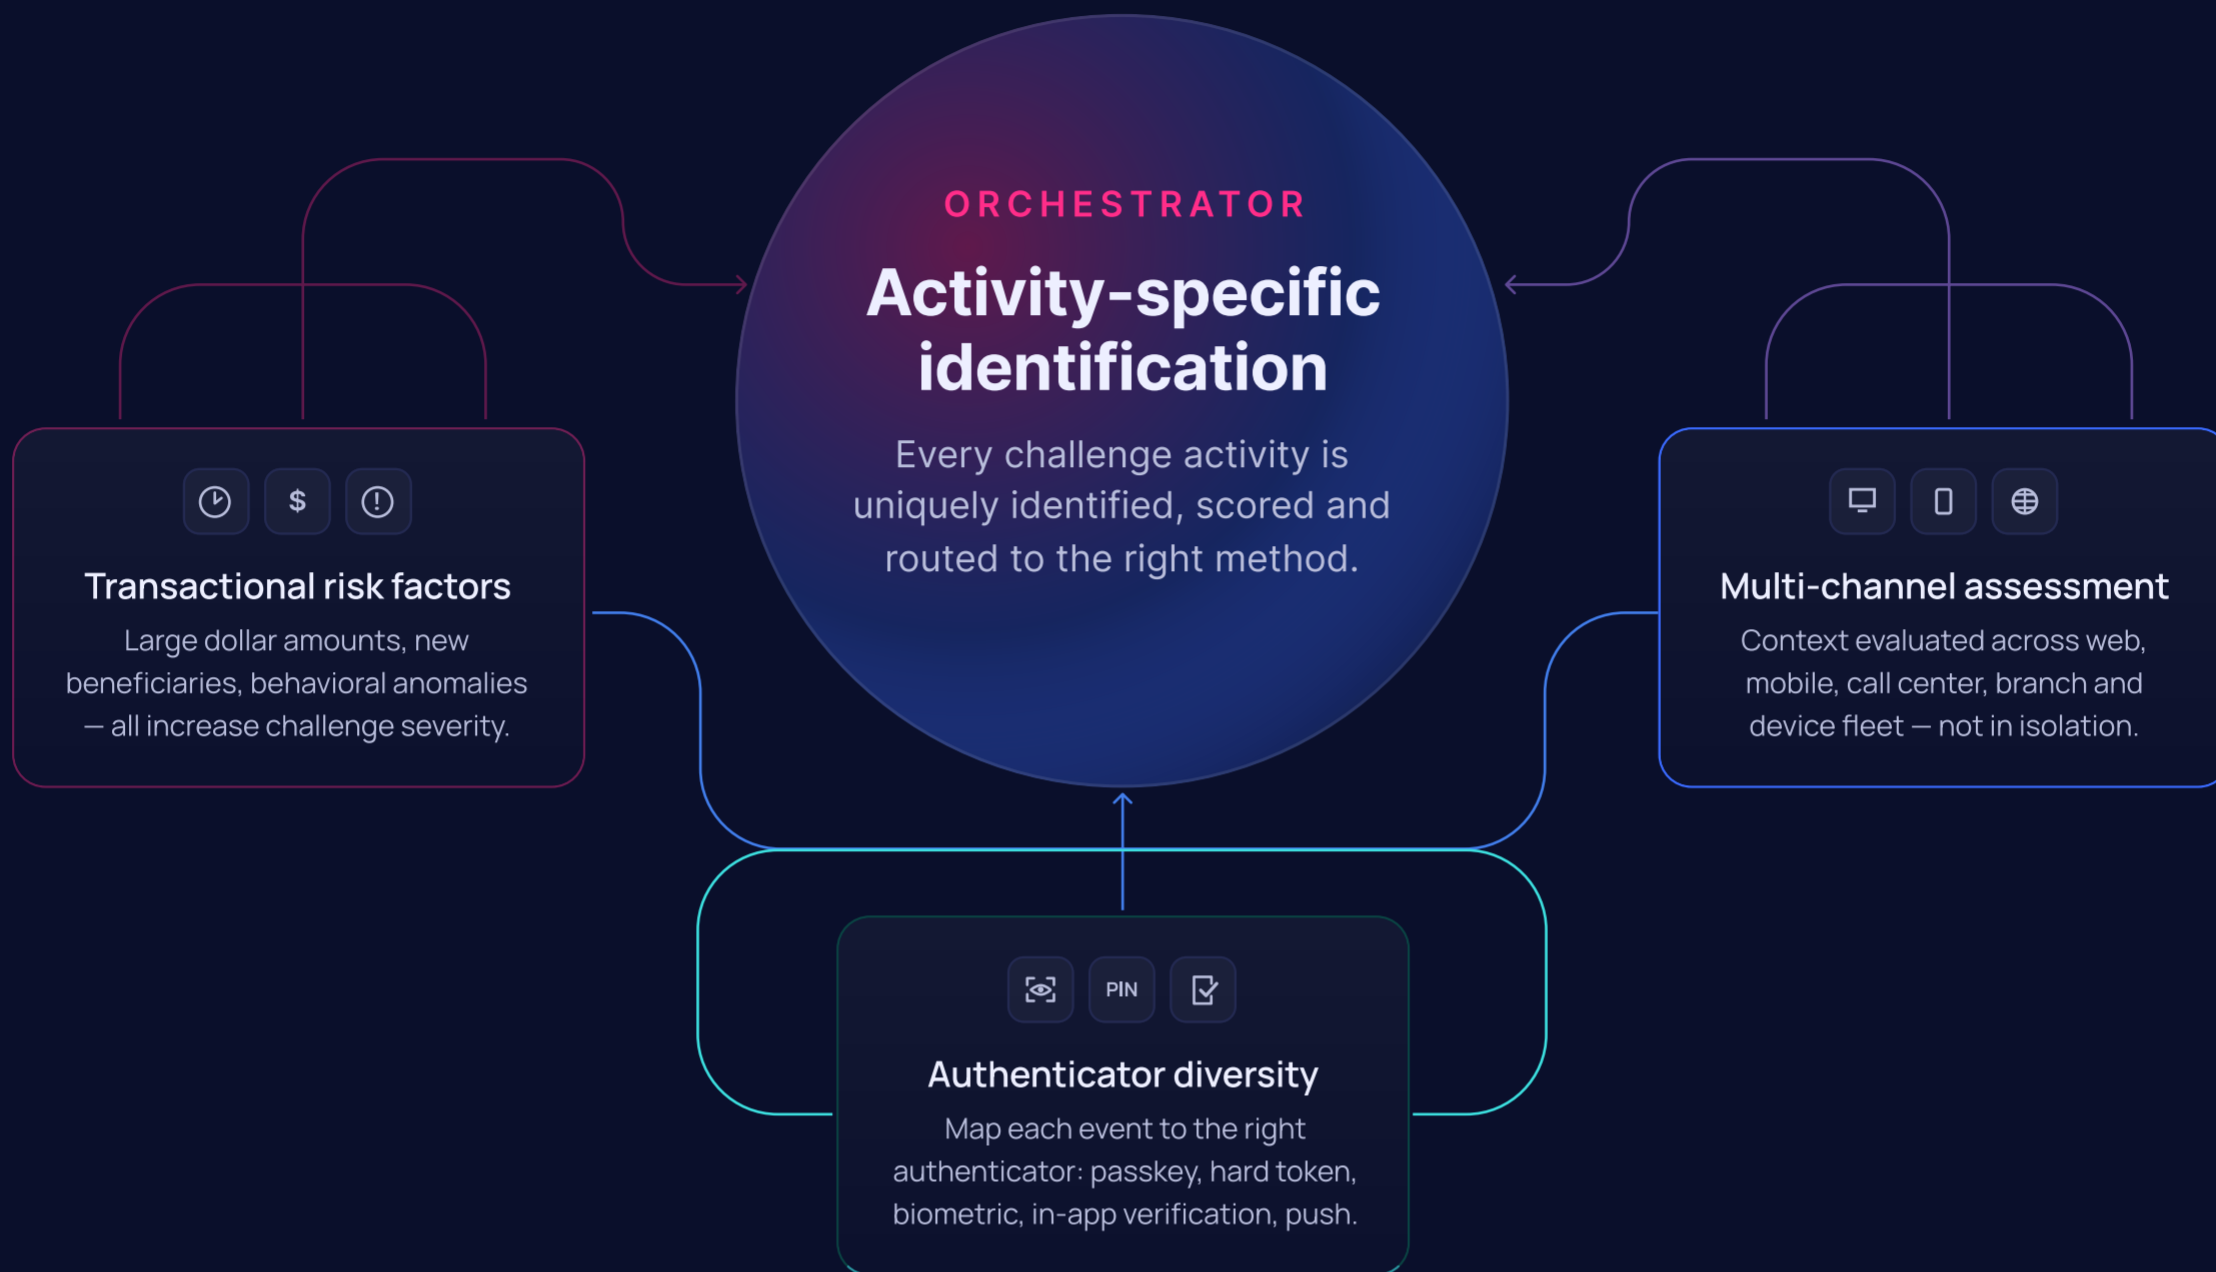 ORCHESTRATOR
Activity-specific
identification
Every challenge activity is
uniquely identified, scored and
routed to the right method.
$
Transactional risk factors
Large dollar amounts, new
beneficiaries, behavioral anomalies
— all increase challenge severity.
Multi-channel assessment
Context evaluated across web,
mobile, call center, branch and
device fleet — not in isolation.
PIN
Authenticator diversity
Map each event to the right
authenticator: passkey, hard token,
biometric, in-app verification, push.